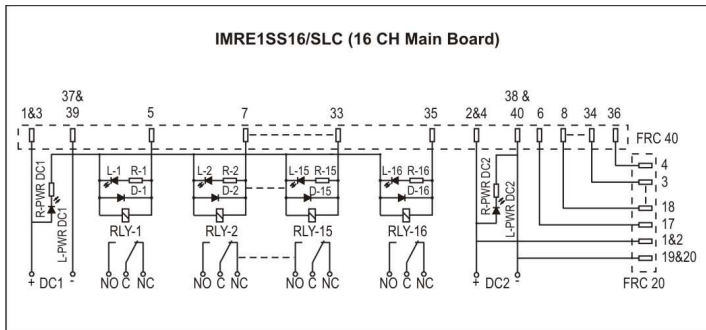 IMRE1SS16/SLC (16 CH Main Board)
37& 38 &
1&3 39 5 7 33 35 2&4 40 6 8 34 36
FRC 40
L-1 R-1 L-2 R-2 L-15 R-15 L-16 R-16
D-1 D-2 D-15 D-16
R-PWR DC1
L-PWR DC1
R-PWR DC2
L-PWR DC2
4
3
18
17
1&2
19&20
RLY-1 RLY-2 RLY-15 RLY-16
+ DC1 - NO C NC NO C NC NO C NC NO C NC + DC2 -
FRC 20